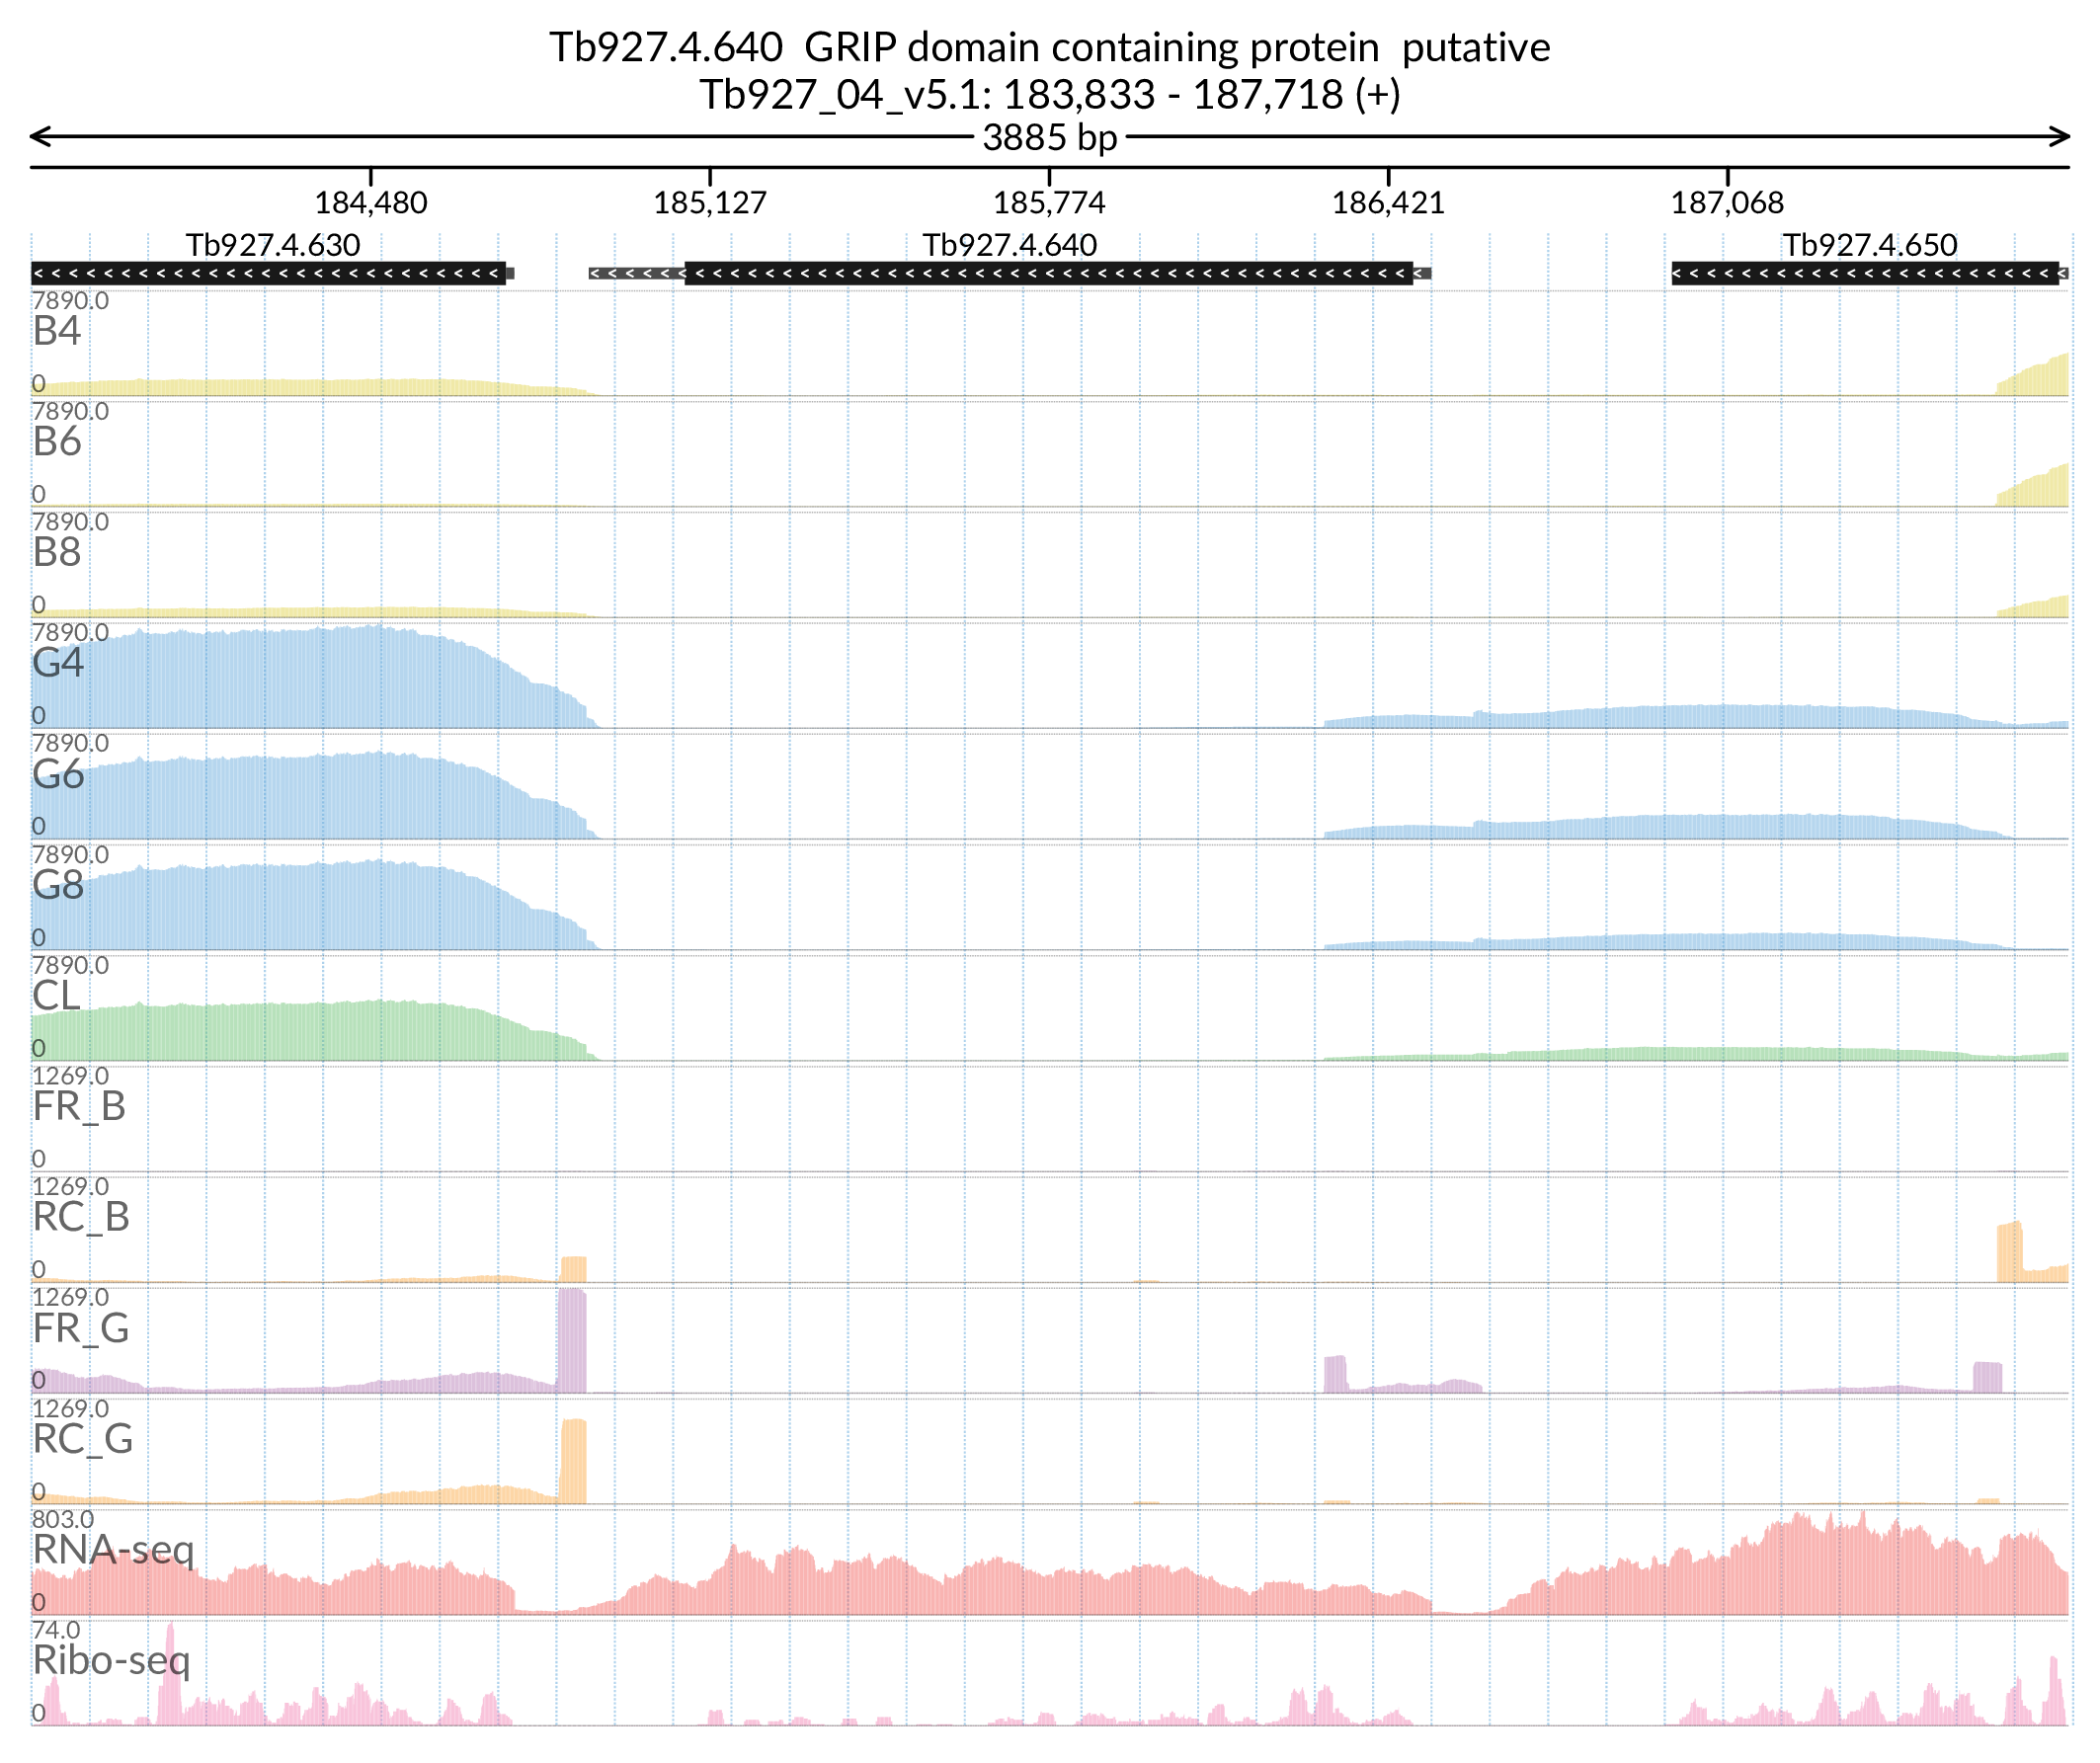 Tb927.4.640  GRIP domain containing protein  putative
Tb927_04_v5.1: 183,833 - 187,718 (+)
3885 bp
184,480 185,127 185,774 186,421 187,068
Tb927.4.630 Tb927.4.640 Tb927.4.650
7890.0
B4
0
7890.0
B6
0
7890.0
B8
0
7890.0
G4
0
7890.0
G6
0
7890.0
G8
0
7890.0
CL
0
1269.0
FR_B
0
1269.0
RC_B
0
1269.0
FR_G
0
1269.0
RC_G
0
803.0
RNA-seq
0
74.0
Ribo-seq
0